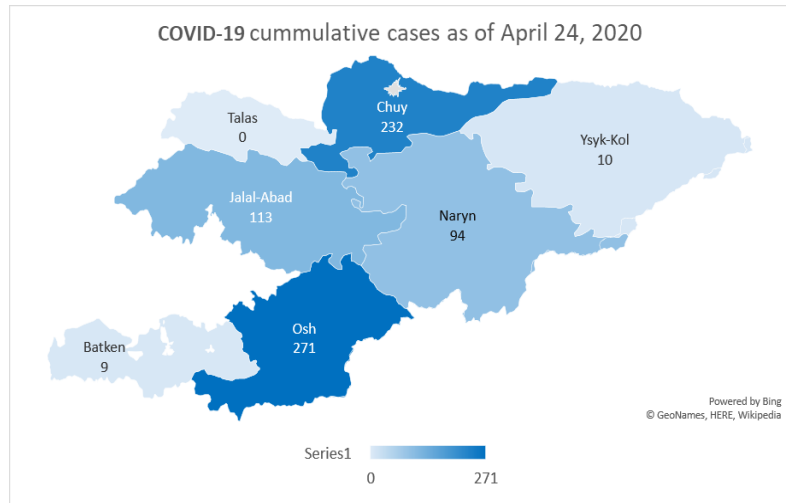 COVID-19 cummulative cases as of April 24, 2020
Talas
0
Chuy
232
Ysyk-Kol
10
Jalal-Abad
113
Naryn
94
Osh
271
Batken
9
Powered by Bing
© GeoNames, HERE, Wikipedia
Series1
0
271